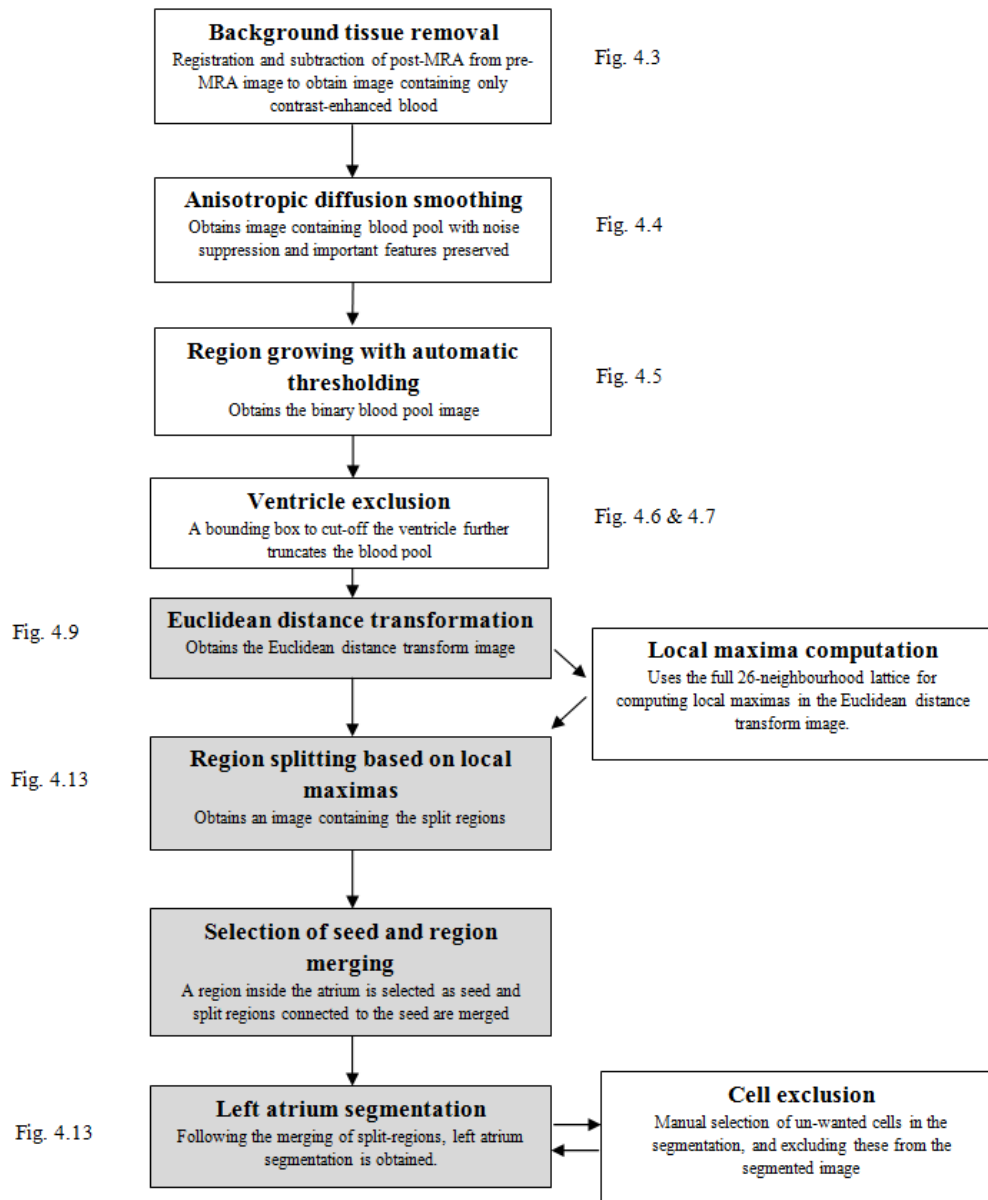 Background tissue removal
Registration and subtraction of post-MRA from pre-
MRA image to obtain image containing only
contrast-enhanced blood
Fig. 4.3
Anisotropic diffusion smoothing
Obtains image containing blood pool with noise
suppression and important features preserved
Fig. 4.4
Region growing with automatic
thresholding
Obtains the binary blood pool image
Fig. 4.5
Ventricle exclusion
A bounding box to cut-off the ventricle further
truncates the blood pool
Fig. 4.6 & 4.7
Fig. 4.9
Euclidean distance transformation
Obtains the Euclidean distance transform image
Local maxima computation
Uses the full 26-neighbourhood lattice for
computing local maximas in the Euclidean distance
transform image.
Fig. 4.13
Region splitting based on local
maximas
Obtains an image containing the split regions
Selection of seed and region
merging
A region inside the atrium is selected as seed and
split regions connected to the seed are merged
Fig. 4.13
Left atrium segmentation
Following the merging of split-regions, left atrium
segmentation is obtained.
Cell exclusion
Manual selection of un-wanted cells in the
segmentation, and excluding these from the
segmented image